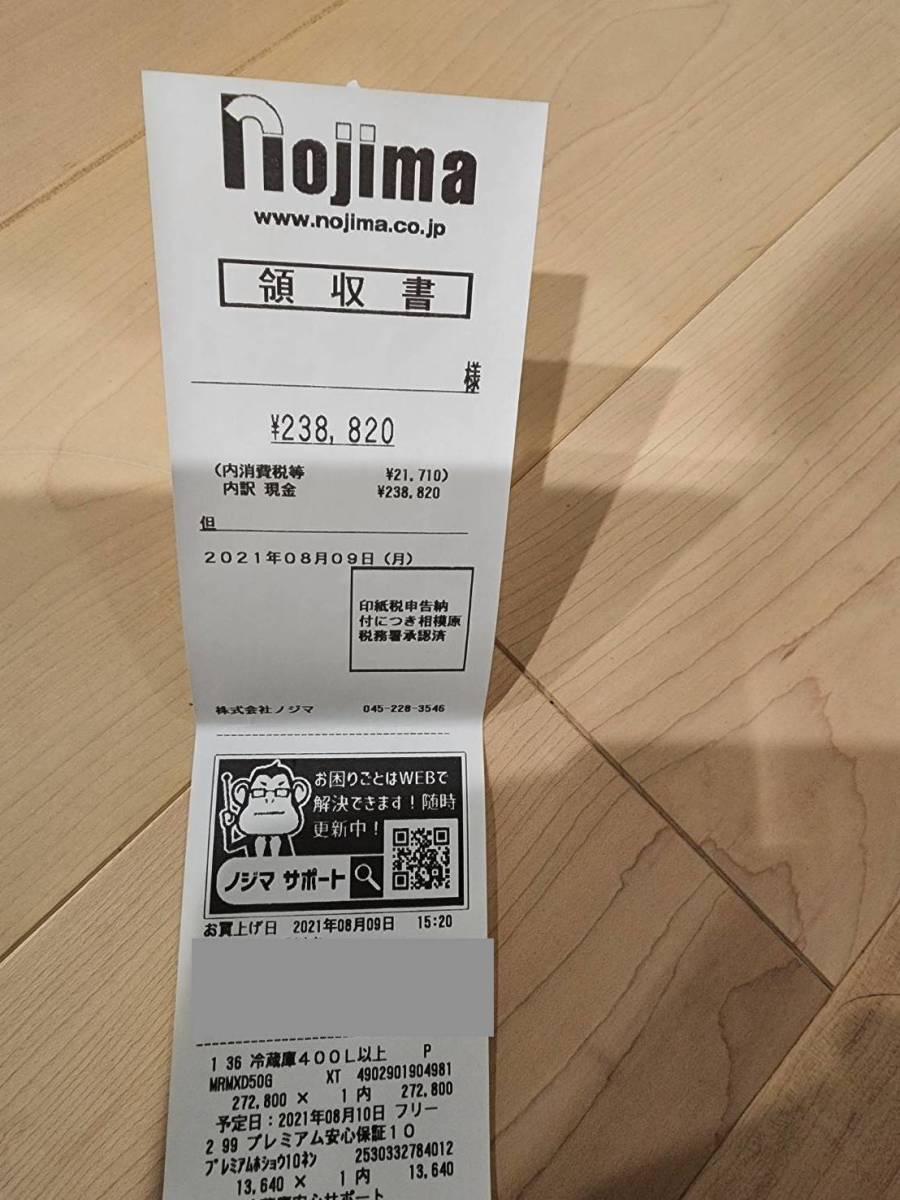 nojima
www.nojima.co.jp
領収書
様
¥238,820
(内消費税等 ¥21,710)
内訳 現金 ¥238,820
但
2021年08月09日(月)
印紙税申告納
付につき相模原
税務署承認済
株式会社ノジマ 045-228-3546
お困りごとはWEBで
解決できます!随時
更新中!
ノジマ サポート
お買上げ日 2021年08月09日 15:20
1 36 冷蔵庫400L以上 P
MRMXD50G XT 4902901904981
272,800 × 1 内 272,800
予定日:2021年08月10日 フリー
2 99 プレミアム安心保証10
プレミアムホショウ10ネン 2530332784012
13,640 × 1 内 13,640
安心サポート